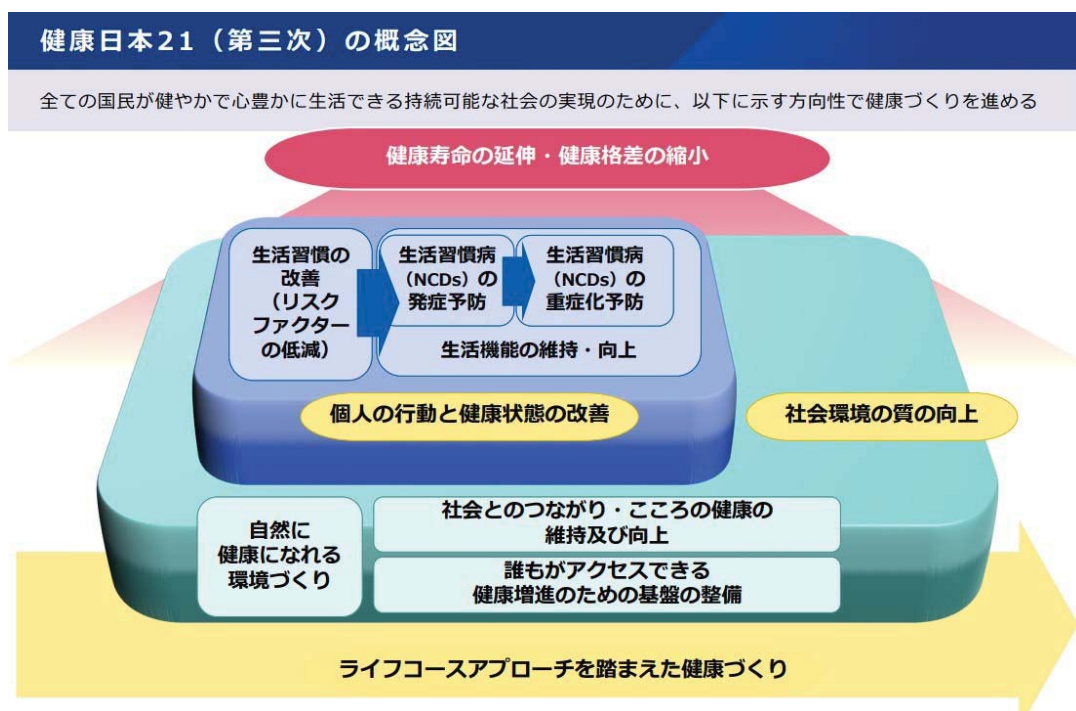 健康日本21（第三次）の概念図
全ての国民が健やかで心豊かに生活できる持続可能な社会の実現のために、以下に示す方向性で健康づくりを進める
健康寿命の延伸・健康格差の縮小
生活習慣の
改善
（リスク
ファクター
の低減）
生活習慣病
（NCDs）の
発症予防
生活習慣病
（NCDs）の
重症化予防
生活機能の維持・向上
個人の行動と健康状態の改善
社会環境の質の向上
自然に
健康になれる
環境づくり
社会とのつながり・こころの健康の
維持及び向上
誰もがアクセスできる
健康増進のための基盤の整備
ライフコースアプローチを踏まえた健康づくり